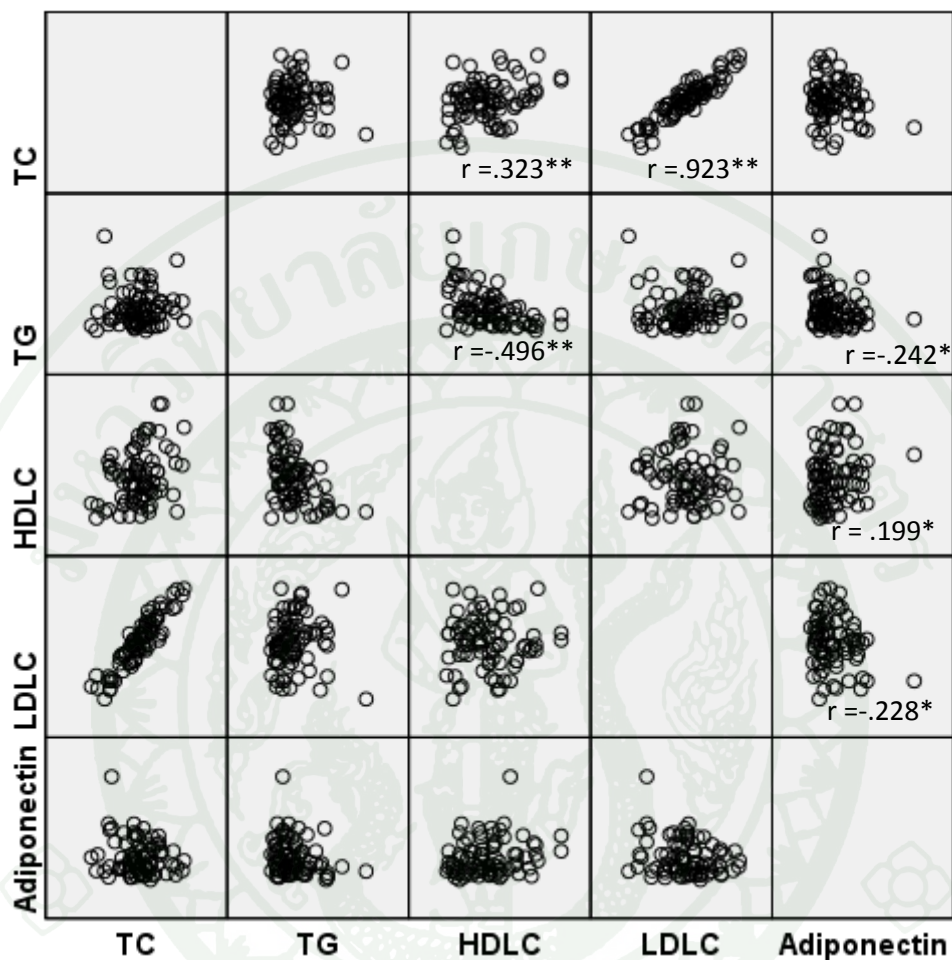 TC
r =.323**
r =.923**
TG
r =-.496**
r =-.242*
HDLC
r = .199*
LDLC
r =-.228*
Adiponectin
TC TG HDLC LDLC Adiponectin